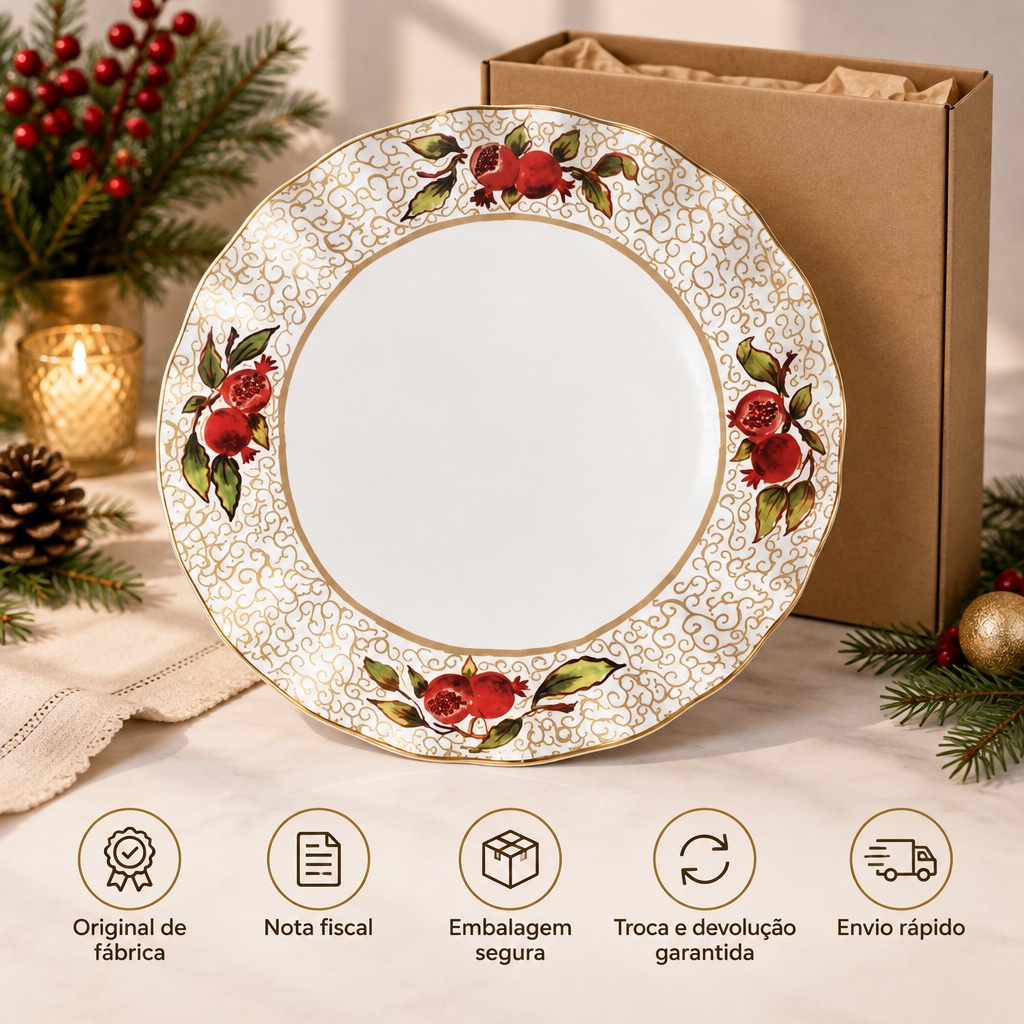 Original de
fábrica
Nota fiscal
Embalagem
segura
Troca e devolução
garantida
Envio rápido